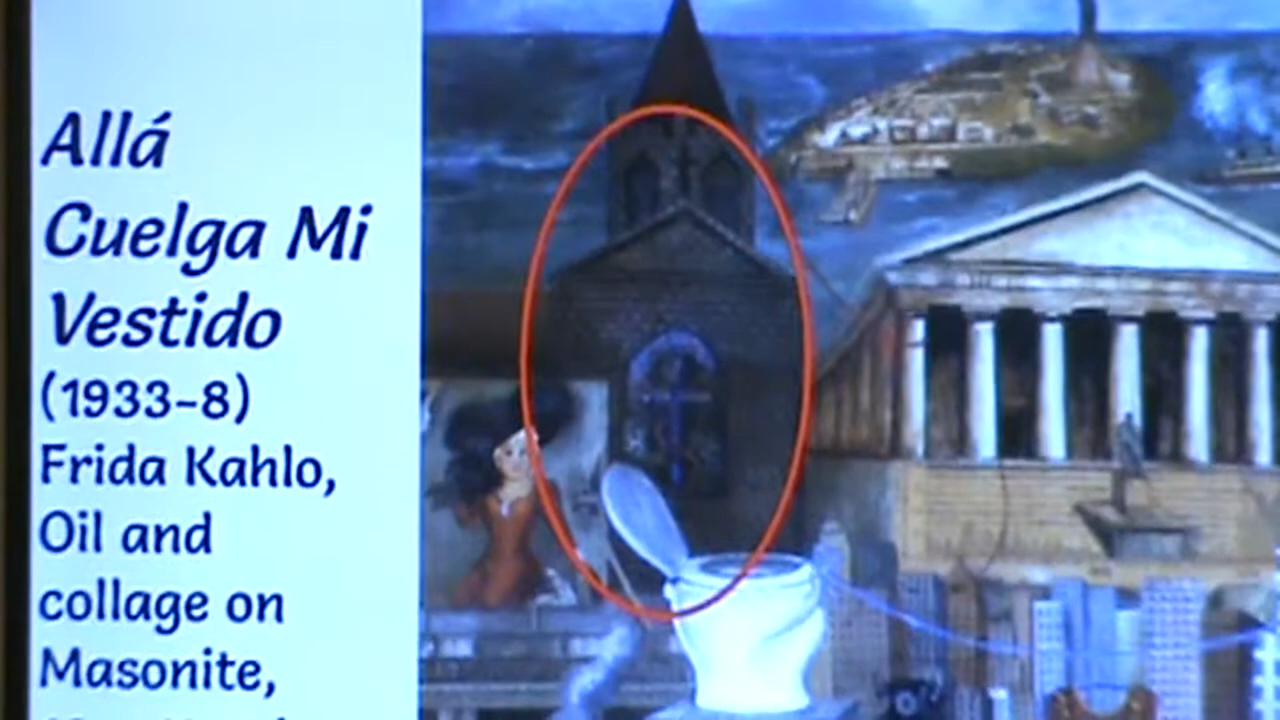 Allá
Cuelga Mi
Vestido
(1933-8)
Frida Kahlo,
Oil and
collage on
Masonite,